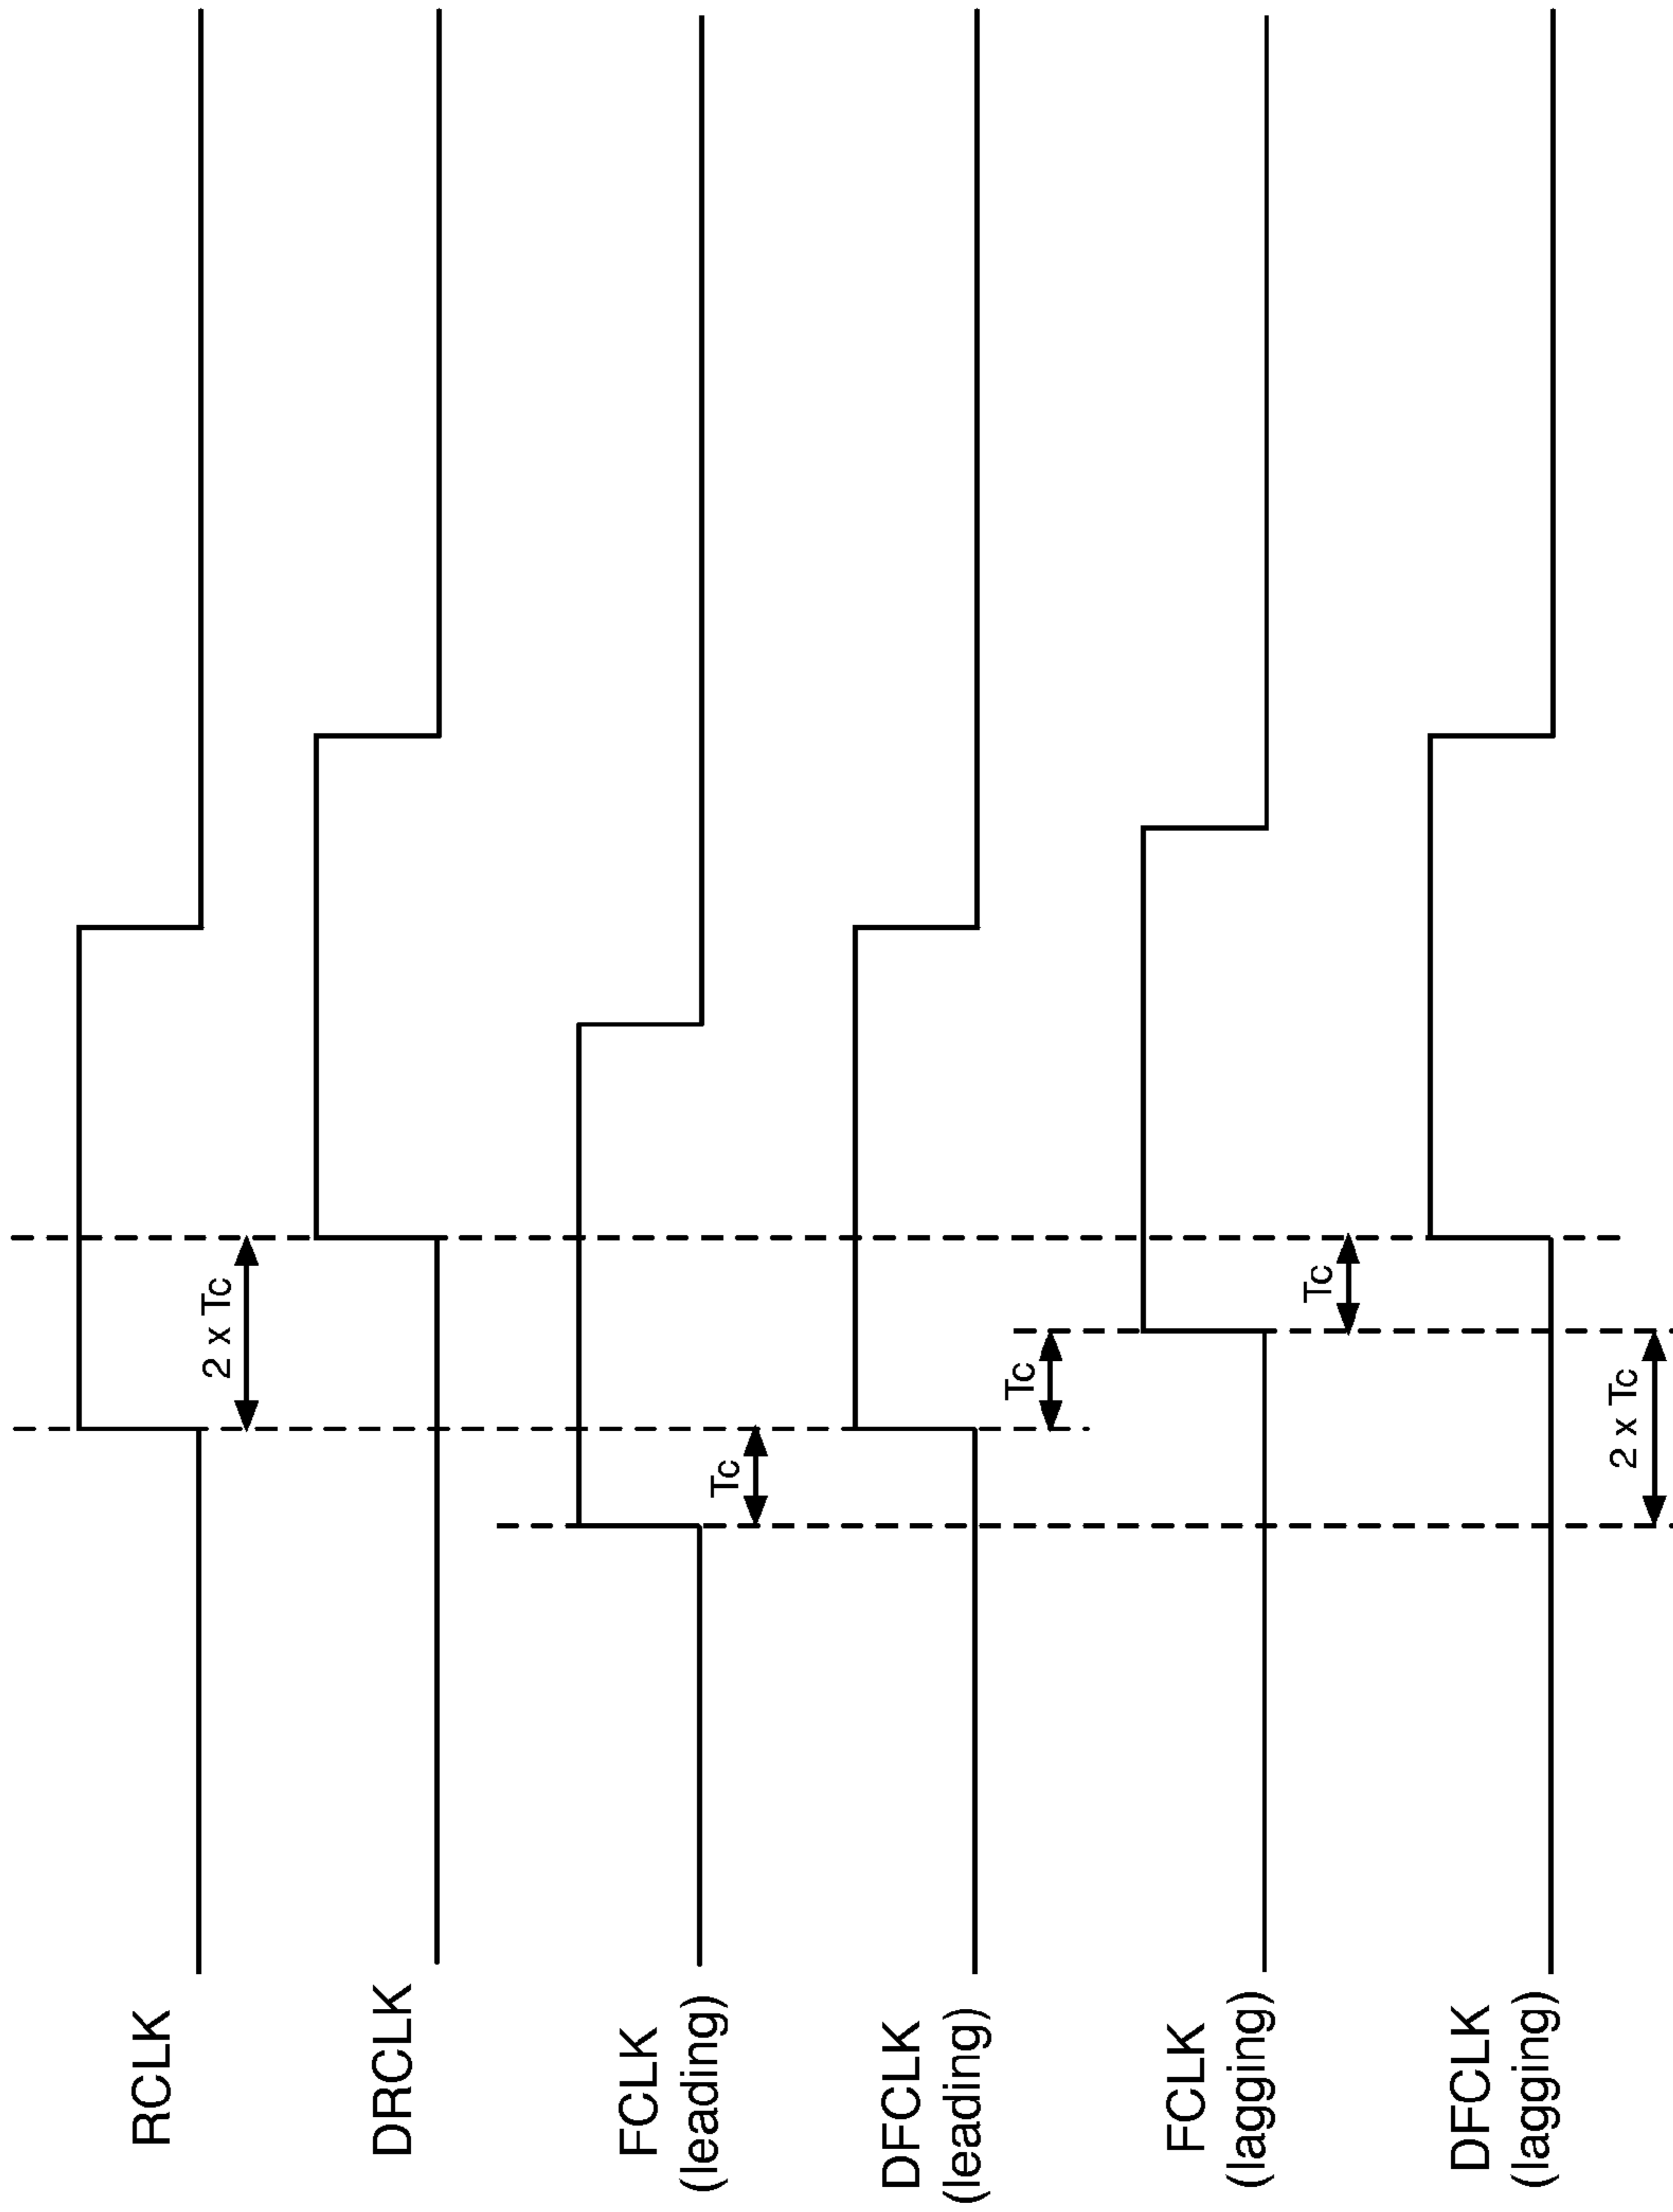 RCLK
2 x Tc
DRCLK
FCLK
(leading)
Tc
DFCLK
(leading)
Tc
FCLK
(lagging)
Tc
DFCLK
(lagging)
2 x Tc